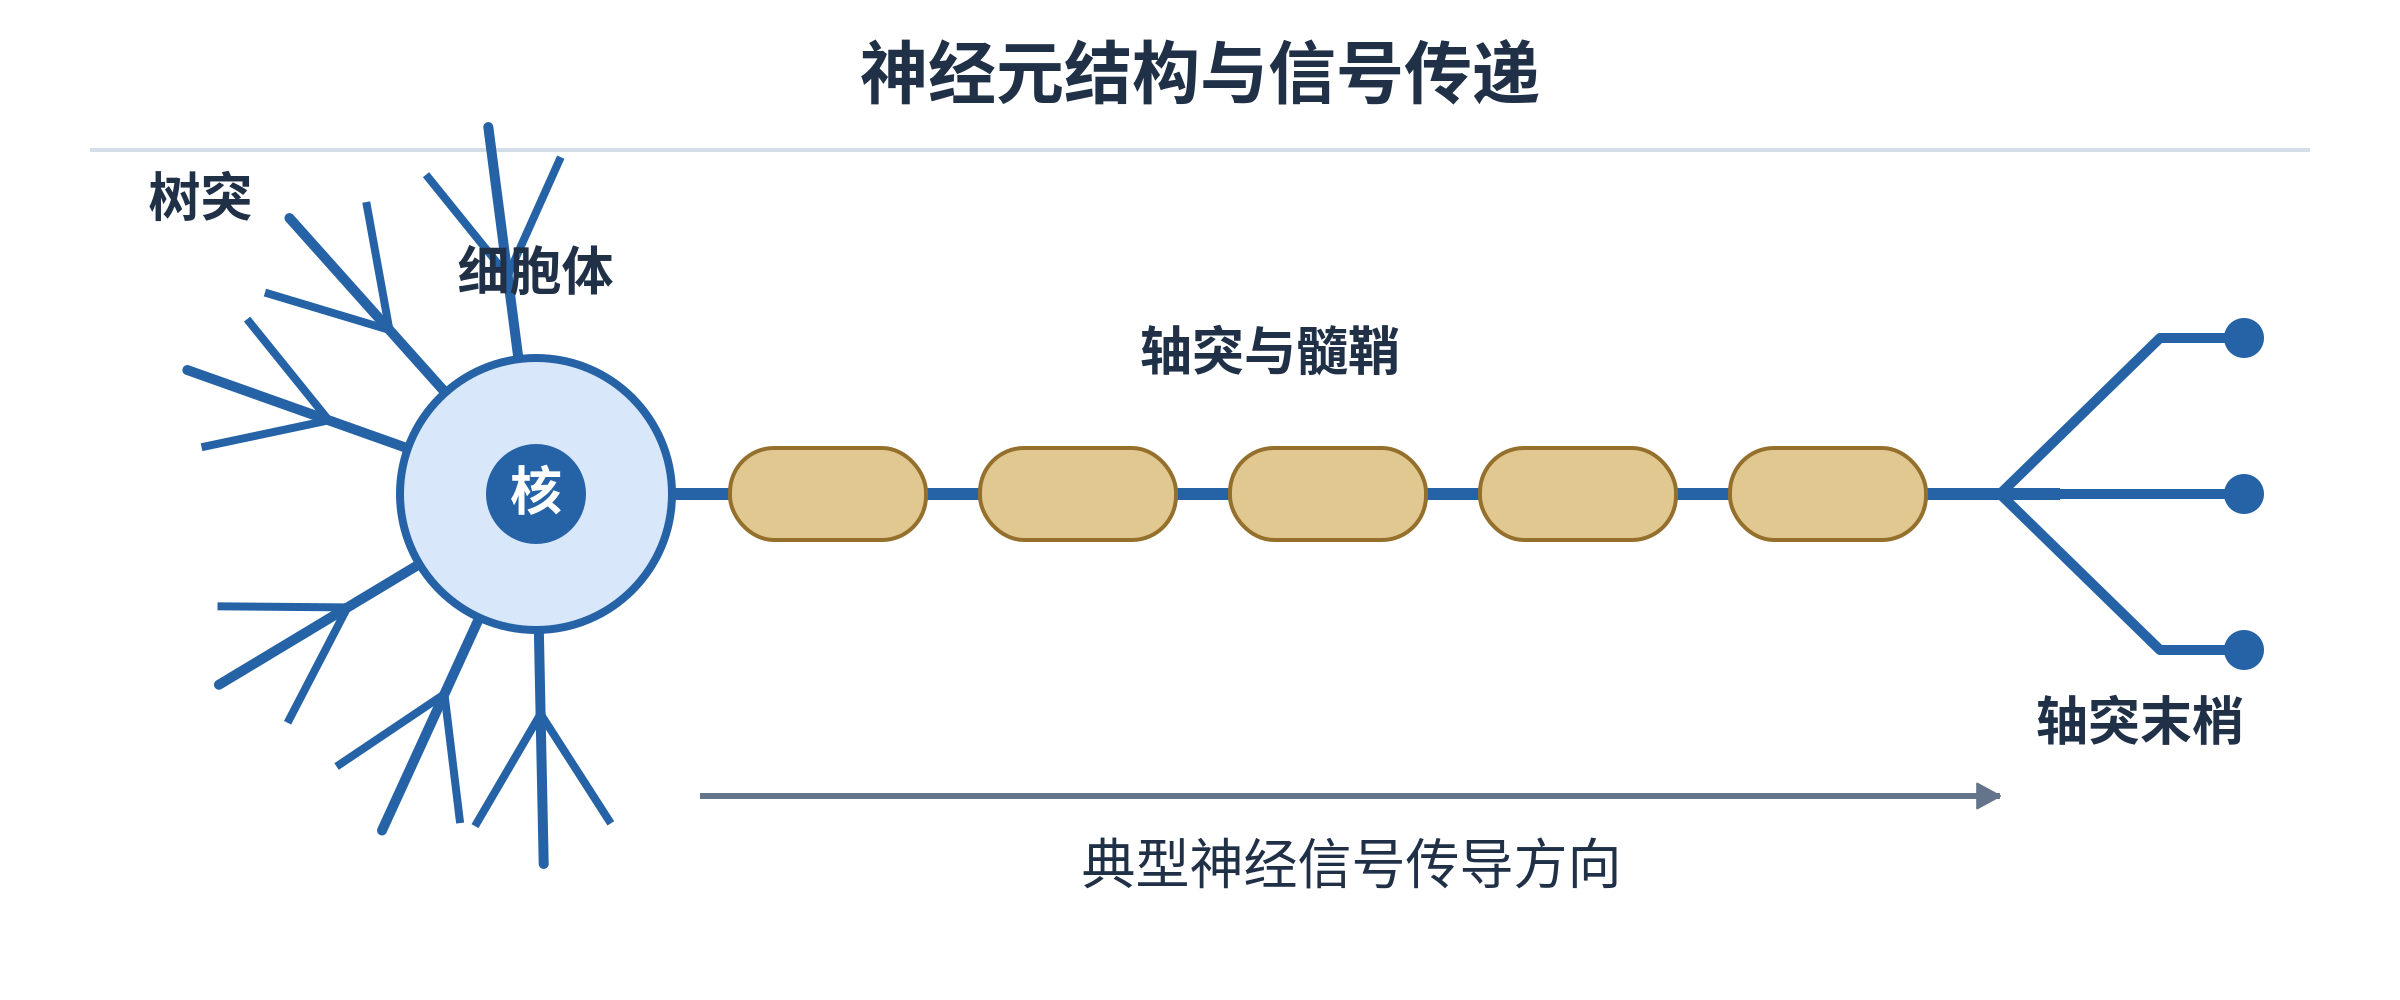 神经元结构与信号传递
树突
细胞体
轴突与髓鞘
核
轴突末梢
典型神经信号传导方向